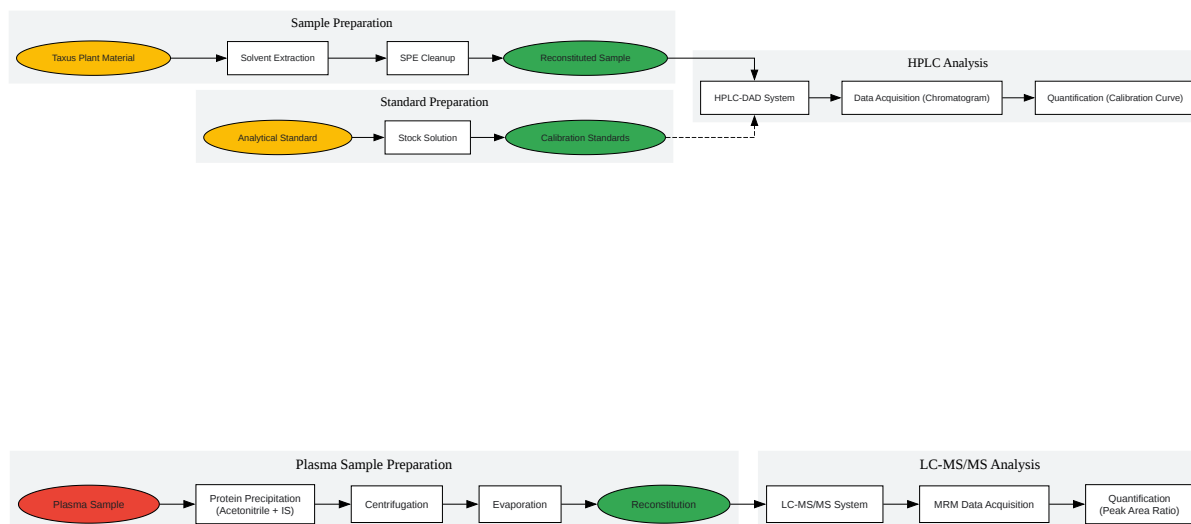 Sample Preparation
Taxus Plant Material
Solvent Extraction
SPE Cleanup
Reconstituted Sample
HPLC Analysis
HPLC-DAD System
Data Acquisition (Chromatogram)
Quantification (Calibration Curve)
Standard Preparation
Analytical Standard
Stock Solution
Calibration Standards
Plasma Sample Preparation
Plasma Sample
Protein Precipitation
(Acetonitrile + IS)
Centrifugation
Evaporation
Reconstitution
LC-MS/MS Analysis
LC-MS/MS System
MRM Data Acquisition
Quantification
(Peak Area Ratio)